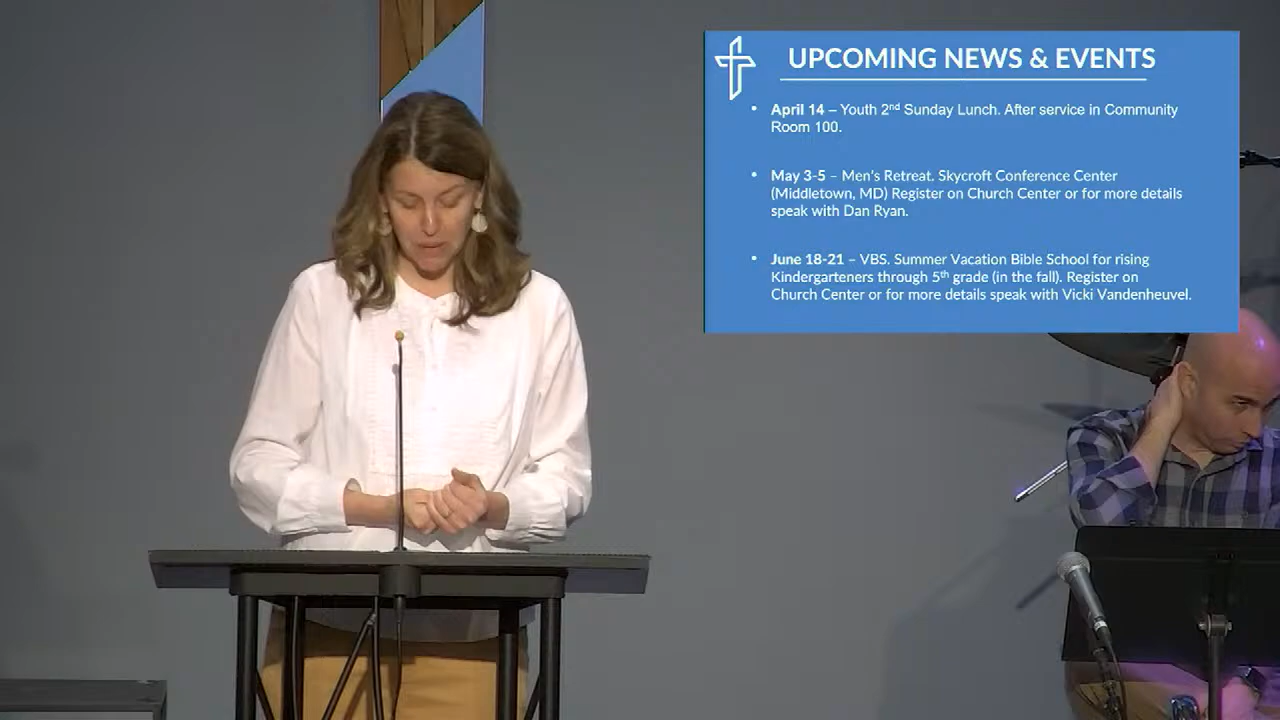 UPCOMING NEWS & EVENTS
• April 14 – Youth 2nd Sunday Lunch. After service in Community
Room 100.
• May 3-5 – Men's Retreat. Skycroft Conference Center
(Middletown, MD) Register on Church Center or for more details
speak with Dan Ryan.
• June 18-21 – VBS. Summer Vacation Bible School for rising
Kindergarteners through 5th grade (in the fall). Register on
Church Center or for more details speak with Vicki Vandenheuvel.